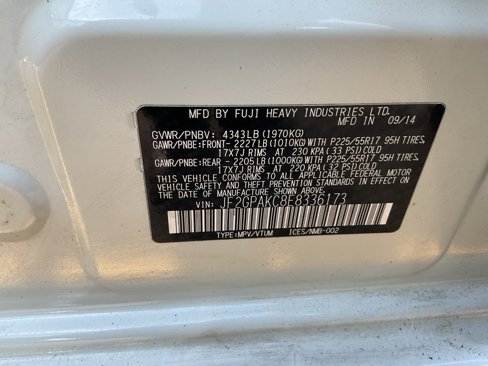 MFD BY FUJI HEAVY INDUSTRIES LTD.
MFD IN 09/14
GVWR/PNBV: 4343LB (1970KG)
GAWR/PNBE:FRONT- 2227LB (1010KG) WITH P225/55R17 95H TIRES,
17X7J RIMS AT 230 KPA (33 PSI) COLD
GAWR/PNBE:REAR - 2205LB (1000KG) WITH P225/55R17 95H TIRES,
17X7J RIMS AT 220 KPA (32 PSI) COLD
THIS VEHICLE CONFORMS TO ALL APPLICABLE FEDERAL MOTOR
VEHICLE SAFETY AND BUMPER STANDARDS IN EFFECT ON THE
DATE OF MANUFACTURE SHOWN ABOVE.
VIN: JF2GPAKC8E8336173
TYPE:MPV/VTUM ICES/NMB-002